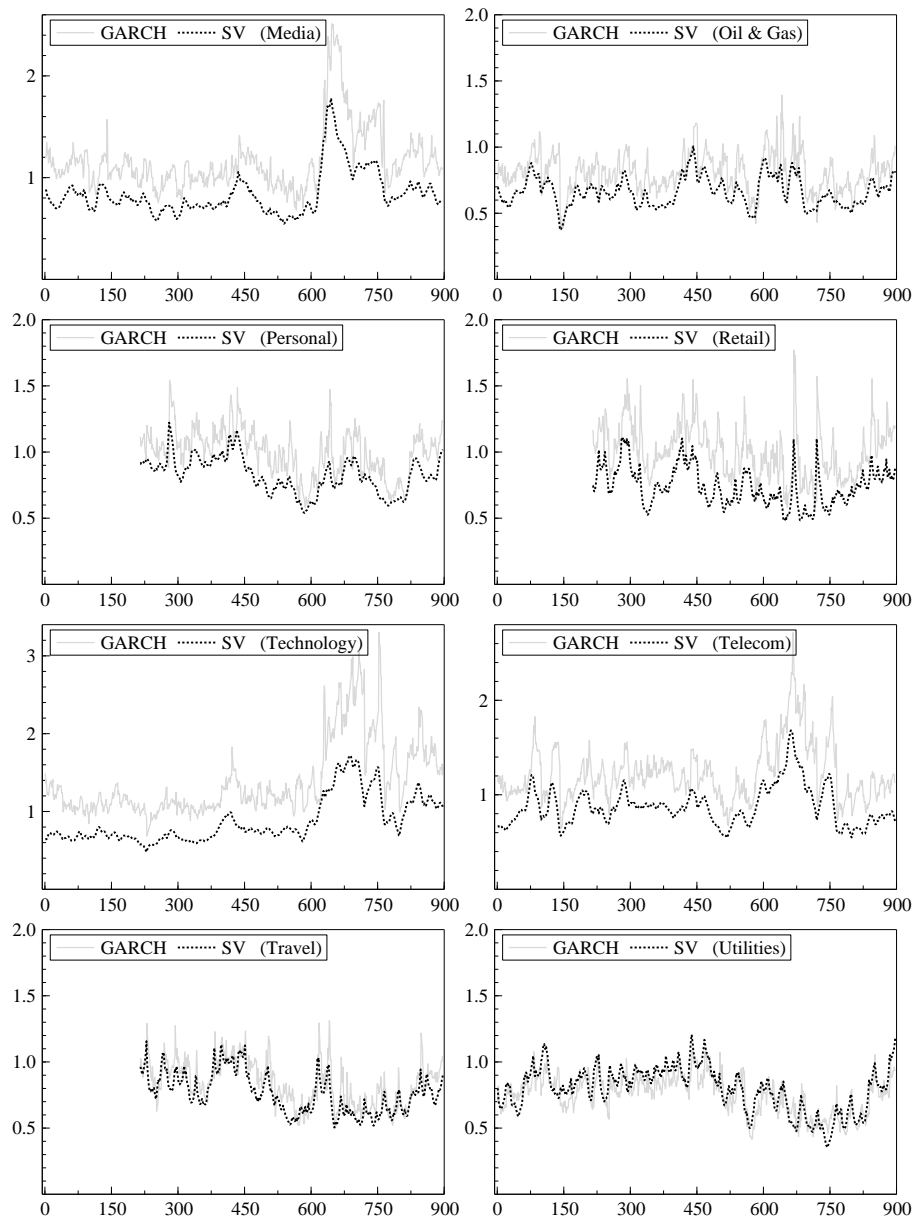 GARCH SV (Media)
2
1
0 150 300 450 600 750 900
GARCH SV (Oil & Gas)
2.0
1.5
1.0
0.5
0 150 300 450 600 750 900
GARCH SV (Personal)
2.0
1.5
1.0
0.5
0 150 300 450 600 750 900
GARCH SV (Retail)
2.0
1.5
1.0
0.5
0 150 300 450 600 750 900
GARCH SV (Technology)
3
2
1
0 150 300 450 600 750 900
GARCH SV (Telecom)
2
1
0 150 300 450 600 750 900
GARCH SV (Travel)
2.0
1.5
1.0
0.5
0 150 300 450 600 750 900
GARCH SV (Utilities)
2.0
1.5
1.0
0.5
0 150 300 450 600 750 900